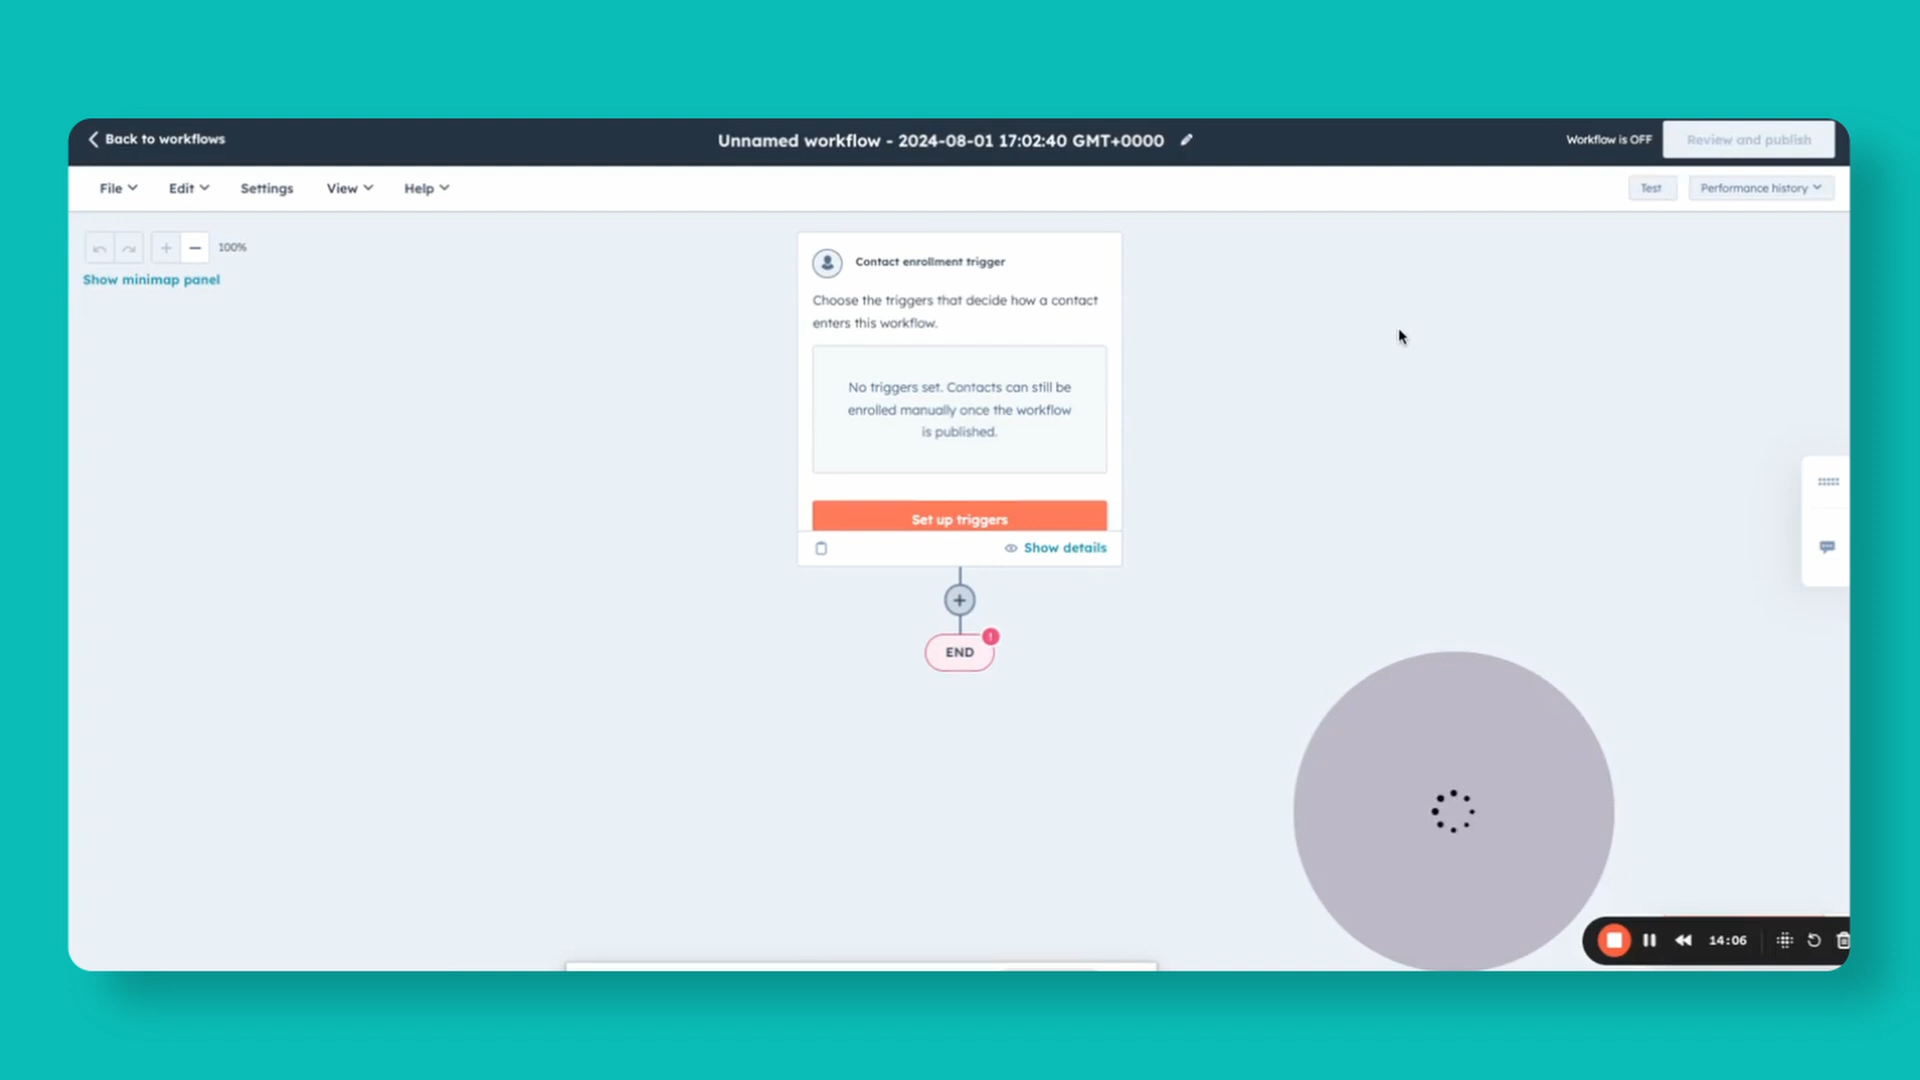 Back to workflows
Unnamed workflow - 2024-08-01 17:02:40 GMT+0000
Workflow is OFF
Review and publish
File
Edit
Settings
View
Help
Test
Performance history
100%
Show minimap panel
Contact enrollment trigger
Choose the triggers that decide how a contact
enters this workflow.
No triggers set. Contacts can still be
enrolled manually once the workflow
is published.
Set up triggers
Show details
END
14:06